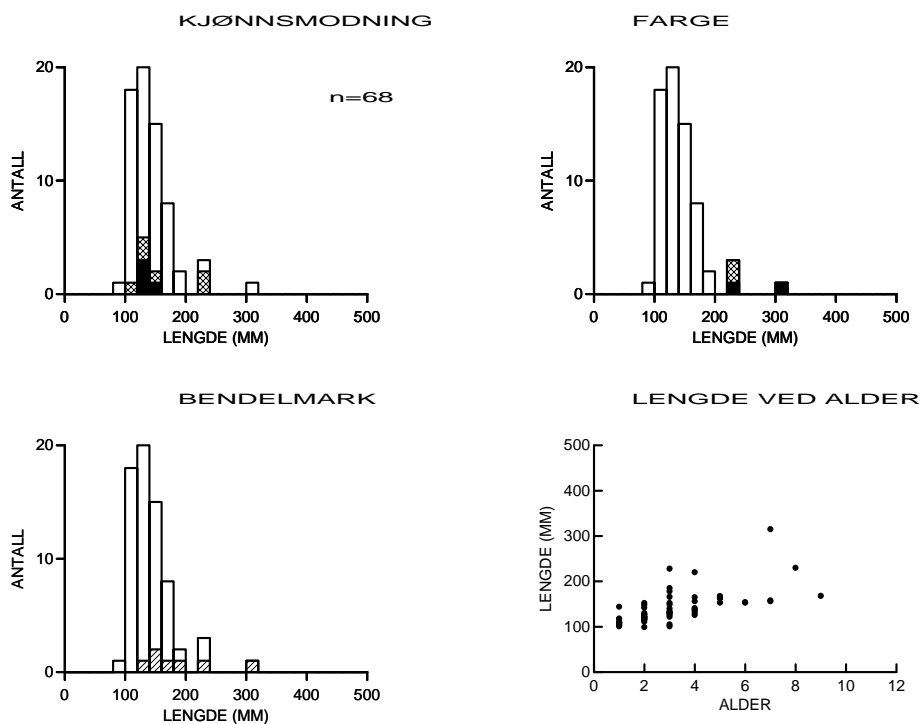 KJØNNSMODNING
20
n=68
ANTALL
10
0
0 100 200 300 400 500
LENGDE (MM)
FARGE
20
ANTALL
10
0
0 100 200 300 400 500
LENGDE (MM)
BENDELMARK
20
ANTALL
10
0
0 100 200 300 400 500
LENGDE (MM)
LENGDE VED ALDER
500
400
300
LENGDE (MM)
200
100
0
0 2 4 6 8 10 12
ALDER